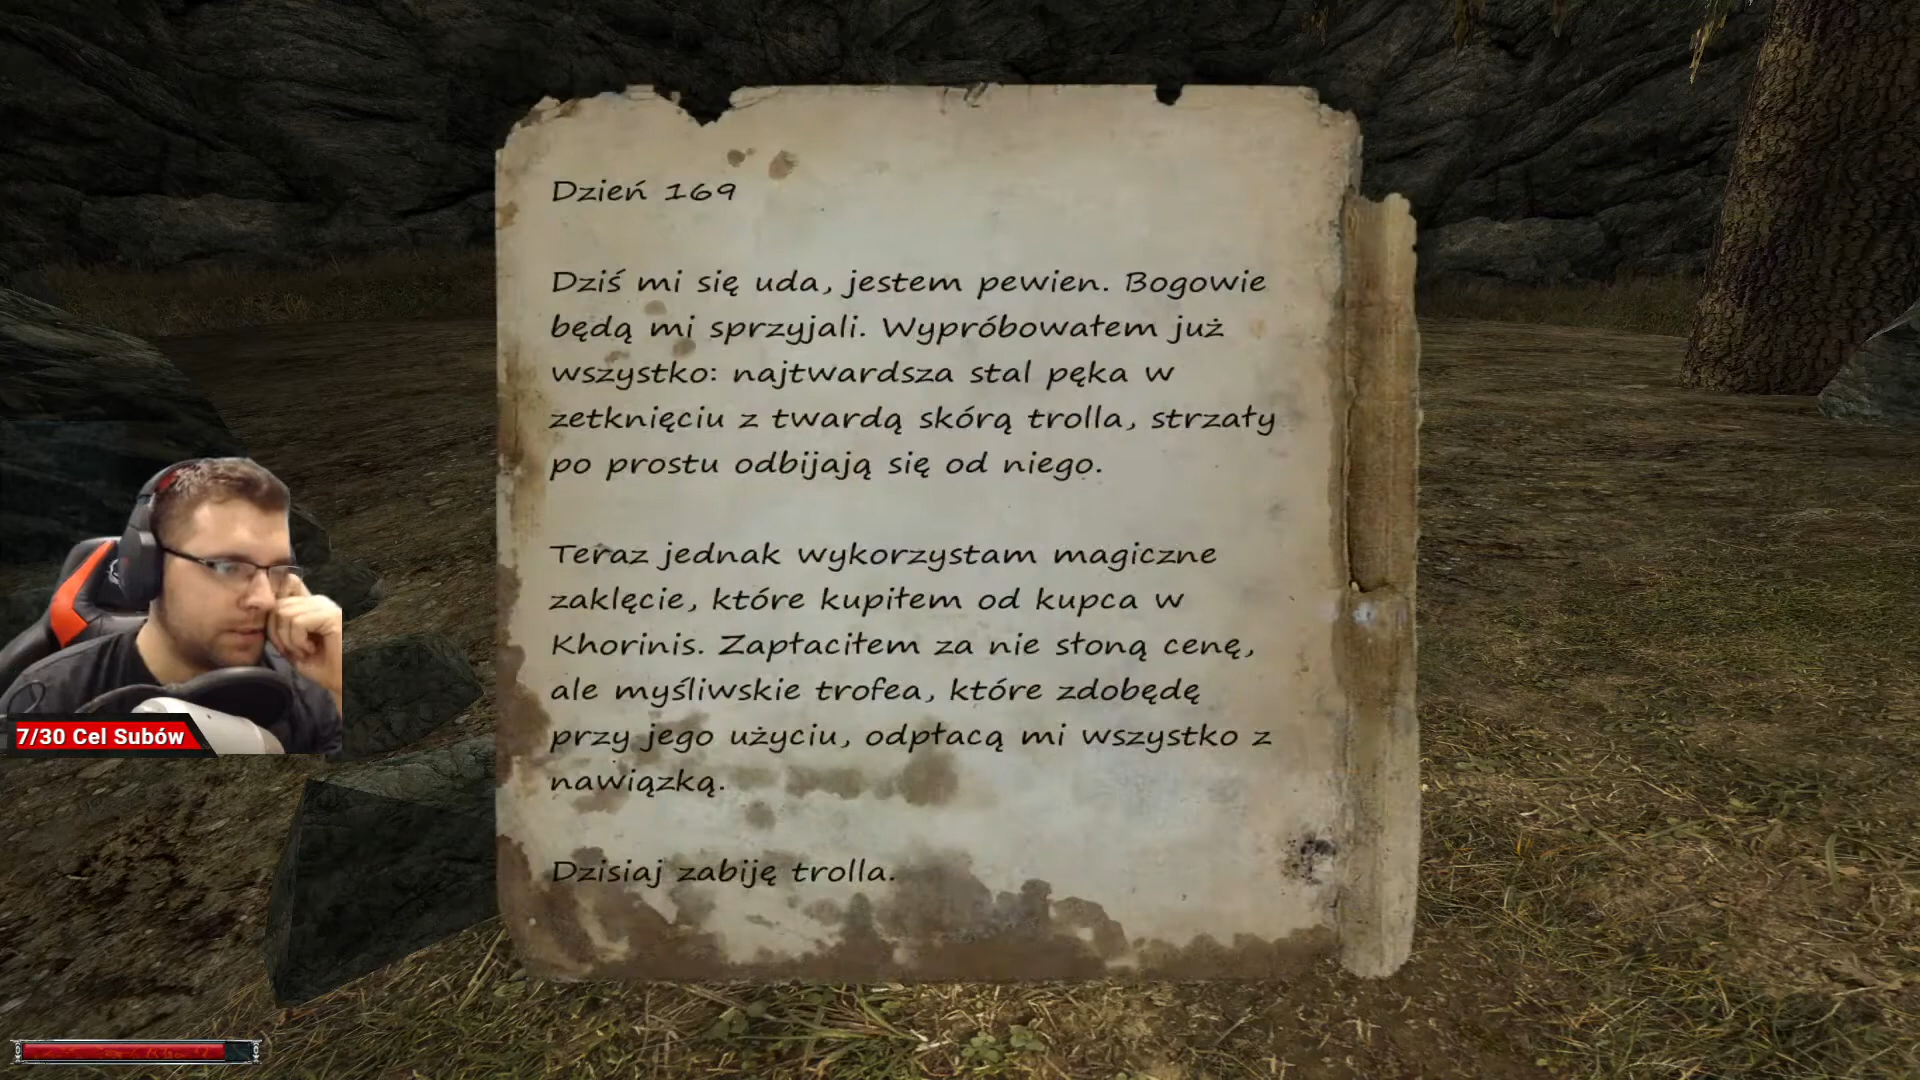 Dzień 169
Dziś mi się uda, jestem pewien. Bogowie
będą mi sprzyjali. Wypróbowałem już
wszystko: najtwardsza stal pęka w
zetknięciu z twardą skórą trolla, strzały
po prostu odbijają się od niego.
Teraz jednak wykorzystam magiczne
zaklęcie, które kupiłem od kupca w
Khorinis. Zapłaciłem za nie słoną cenę,
ale myśliwskie trofea, które zdobędę
przy jego użyciu, odpłacą mi wszystko z
nawiązką.
Dzisiaj zabiję trolla.
7/30 Cel Subów